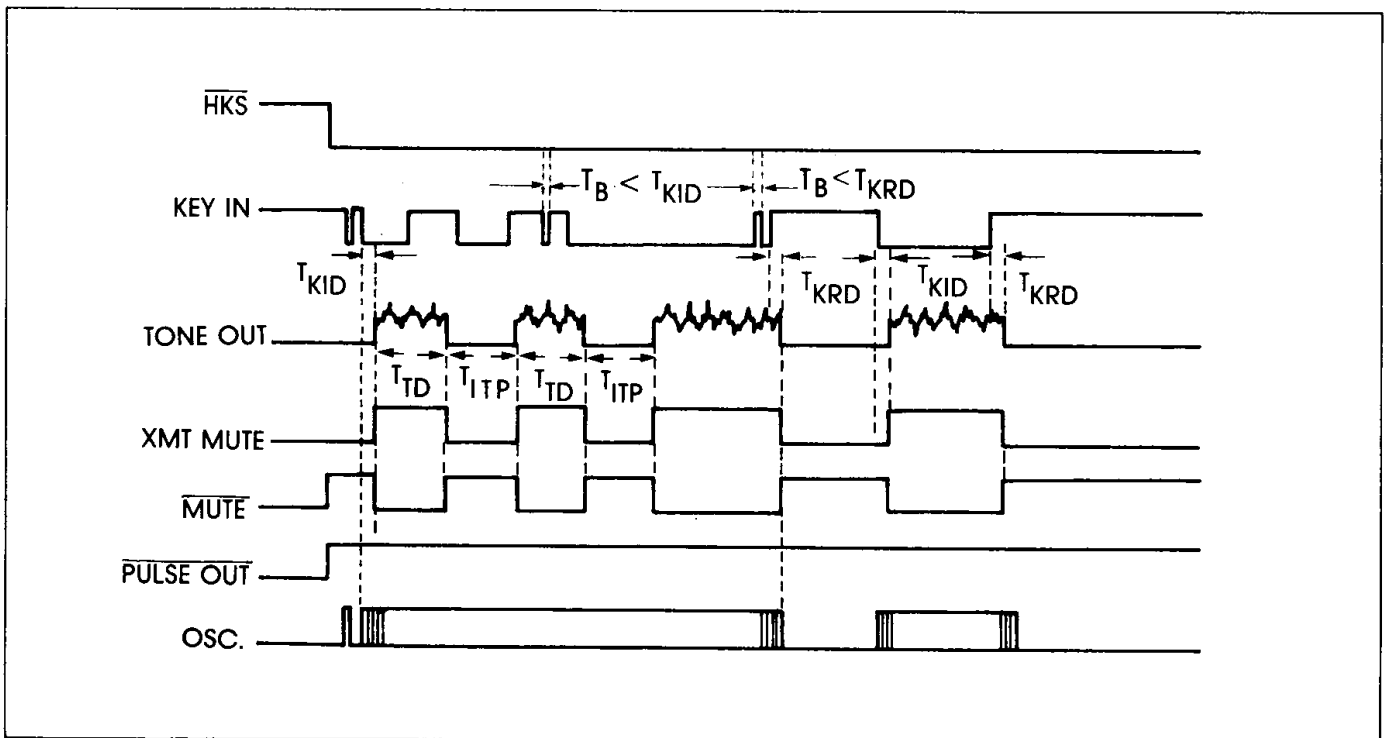 HKS
T_B < T_KID T_B < T_KRD
KEY IN
T_KID T_KRD T_KID T_KRD
TONE OUT
T_TD T_ITP T_TD T_ITP
XMT MUTE
MUTE
PULSE OUT
OSC.